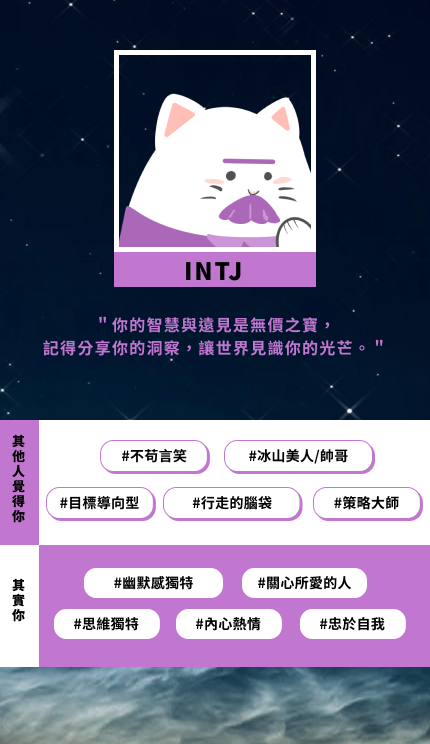 INTJ
＂你的智慧與遠見是無價之寶，
記得分享你的洞察，讓世界見識你的光芒。＂
其他人覺得你
#不苟言笑 #冰山美人/帥哥
#目標導向型 #行走的腦袋 #策略大師
其實你
#幽默感獨特 #關心所愛的人
#思維獨特 #內心熱情 #忠於自我